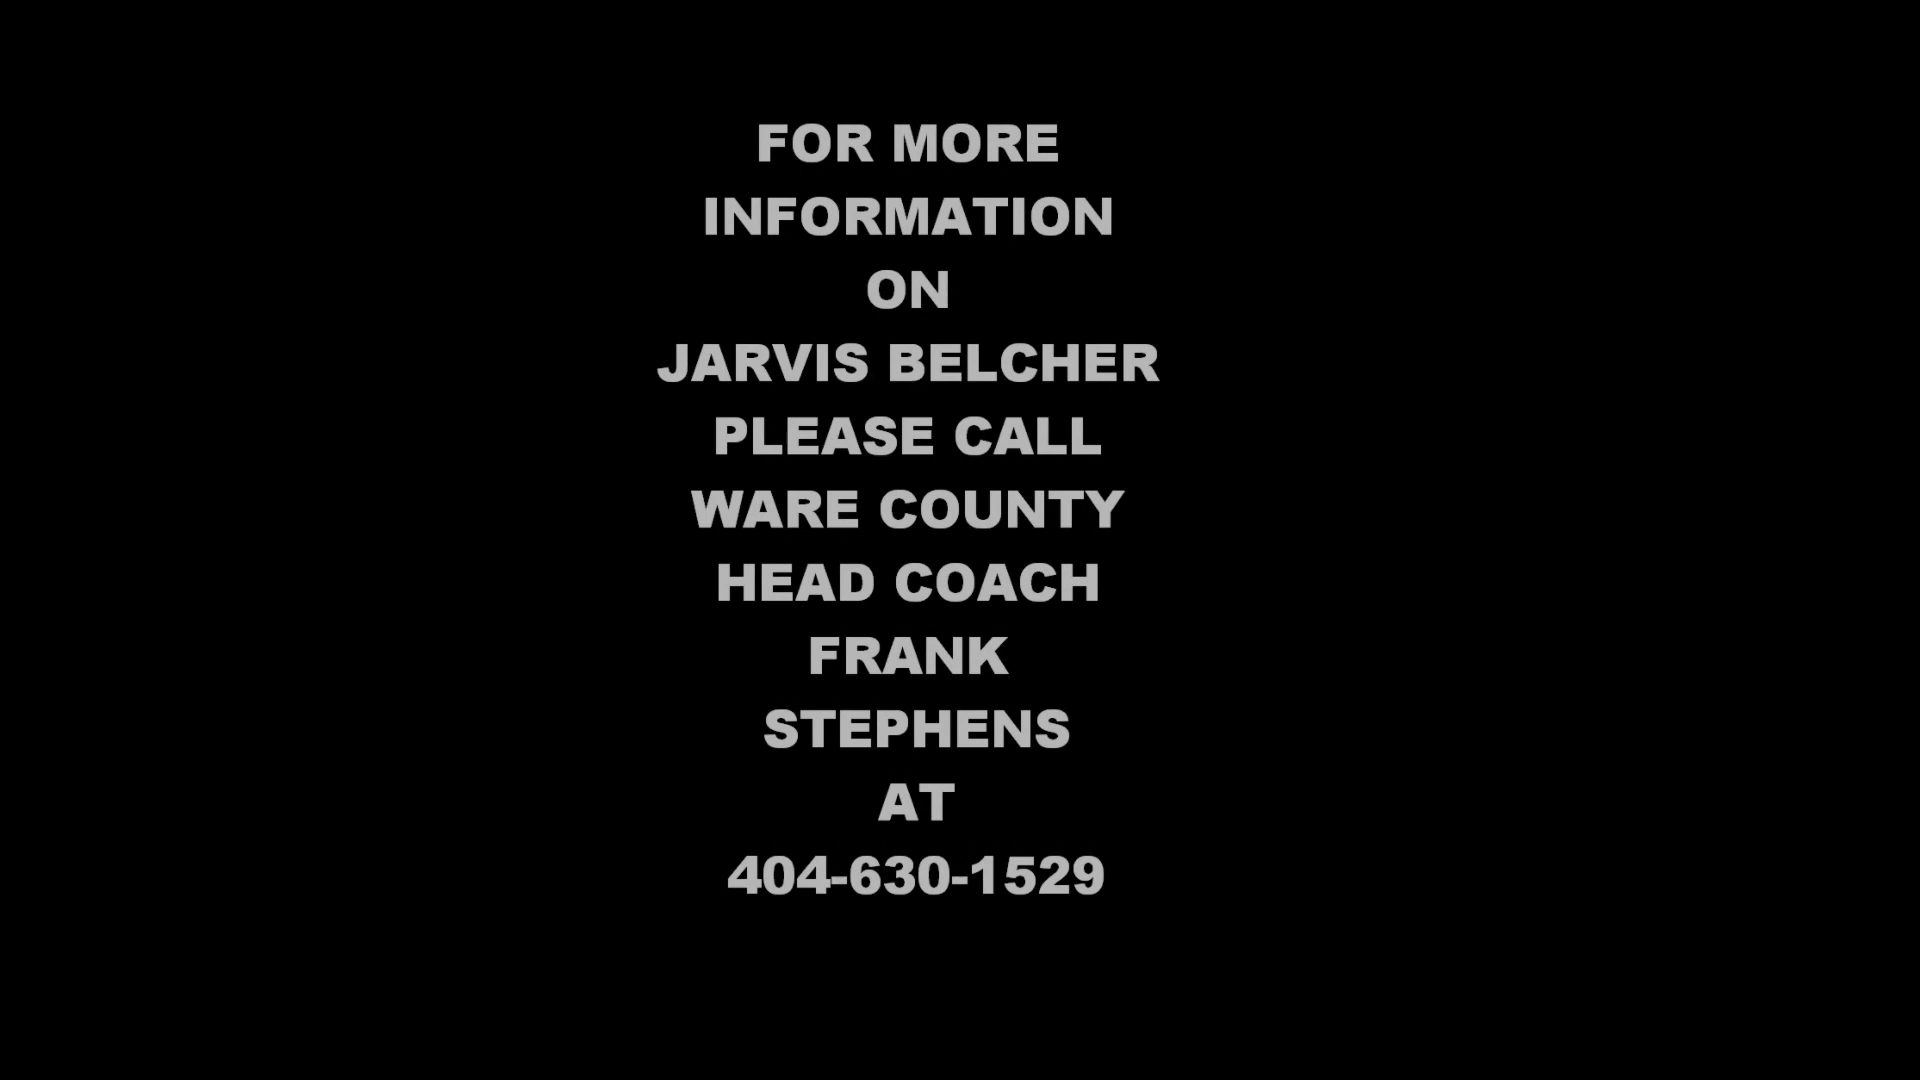 FOR MORE
INFORMATION
ON
JARVIS BELCHER
PLEASE CALL
WARE COUNTY
HEAD COACH
FRANK
STEPHENS
AT
404-630-1529